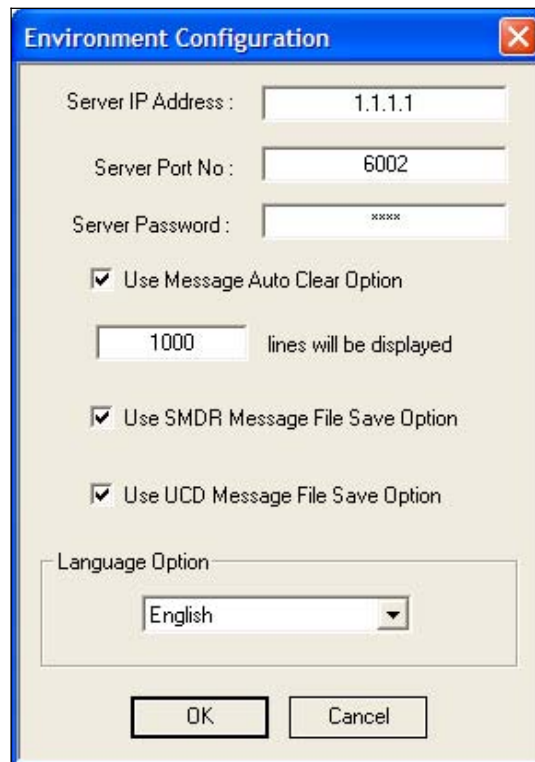 Environment Configuration
Server IP Address : 1.1.1.1
Server Port No : 6002
Server Password : ****
Use Message Auto Clear Option
1000 lines will be displayed
Use SMDR Message File Save Option
Use UCD Message File Save Option
Language Option
English
OK Cancel